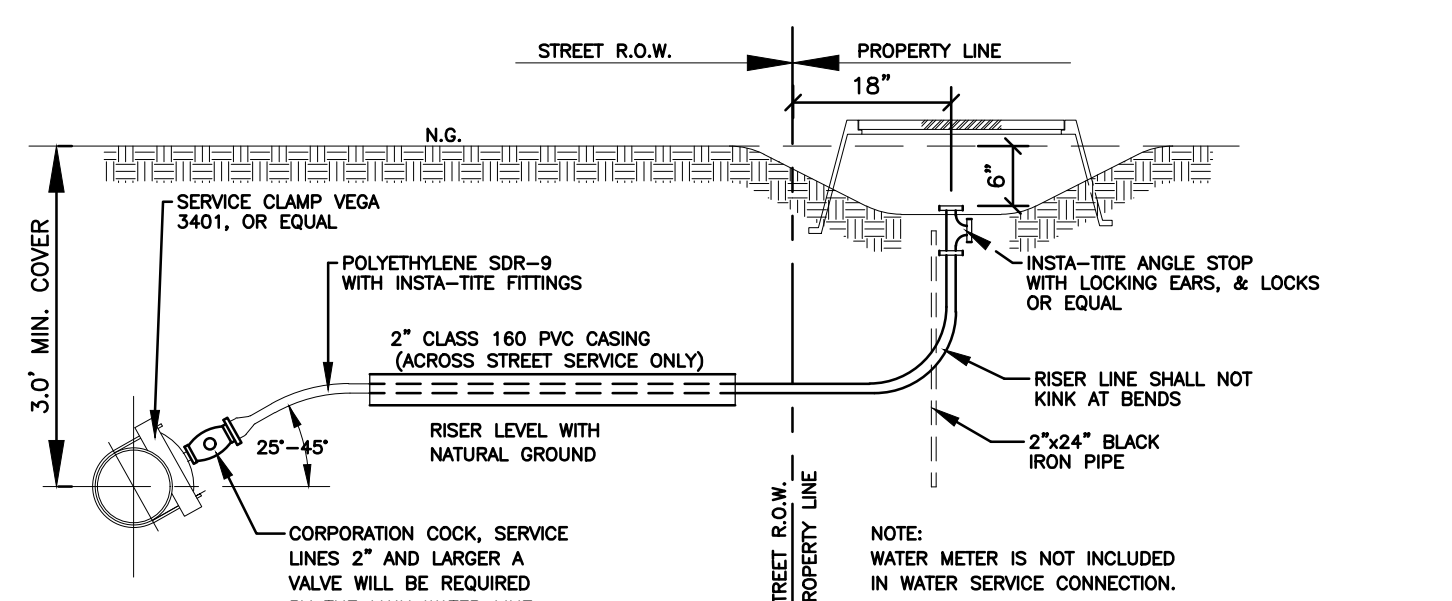 STREET R.O.W.
PROPERTY LINE
18"
N.G.
6"
3.0' MIN. COVER
SERVICE CLAMP VEGA
3401, OR EQUAL
POLYETHYLENE SDR-9
WITH INSTA-TITE FITTINGS
INSTA-TITE ANGLE STOP
WITH LOCKING EARS, & LOCKS
OR EQUAL
2" CLASS 160 PVC CASING
(ACROSS STREET SERVICE ONLY)
RISER LINE SHALL NOT
KINK AT BENDS
25°-45°
RISER LEVEL WITH
NATURAL GROUND
2"x24" BLACK
IRON PIPE
CORPORATION COCK, SERVICE
LINES 2" AND LARGER A
VALVE WILL BE REQUIRED
STREET R.O.W.
PROPERTY LINE
NOTE:
WATER METER IS NOT INCLUDED
IN WATER SERVICE CONNECTION.